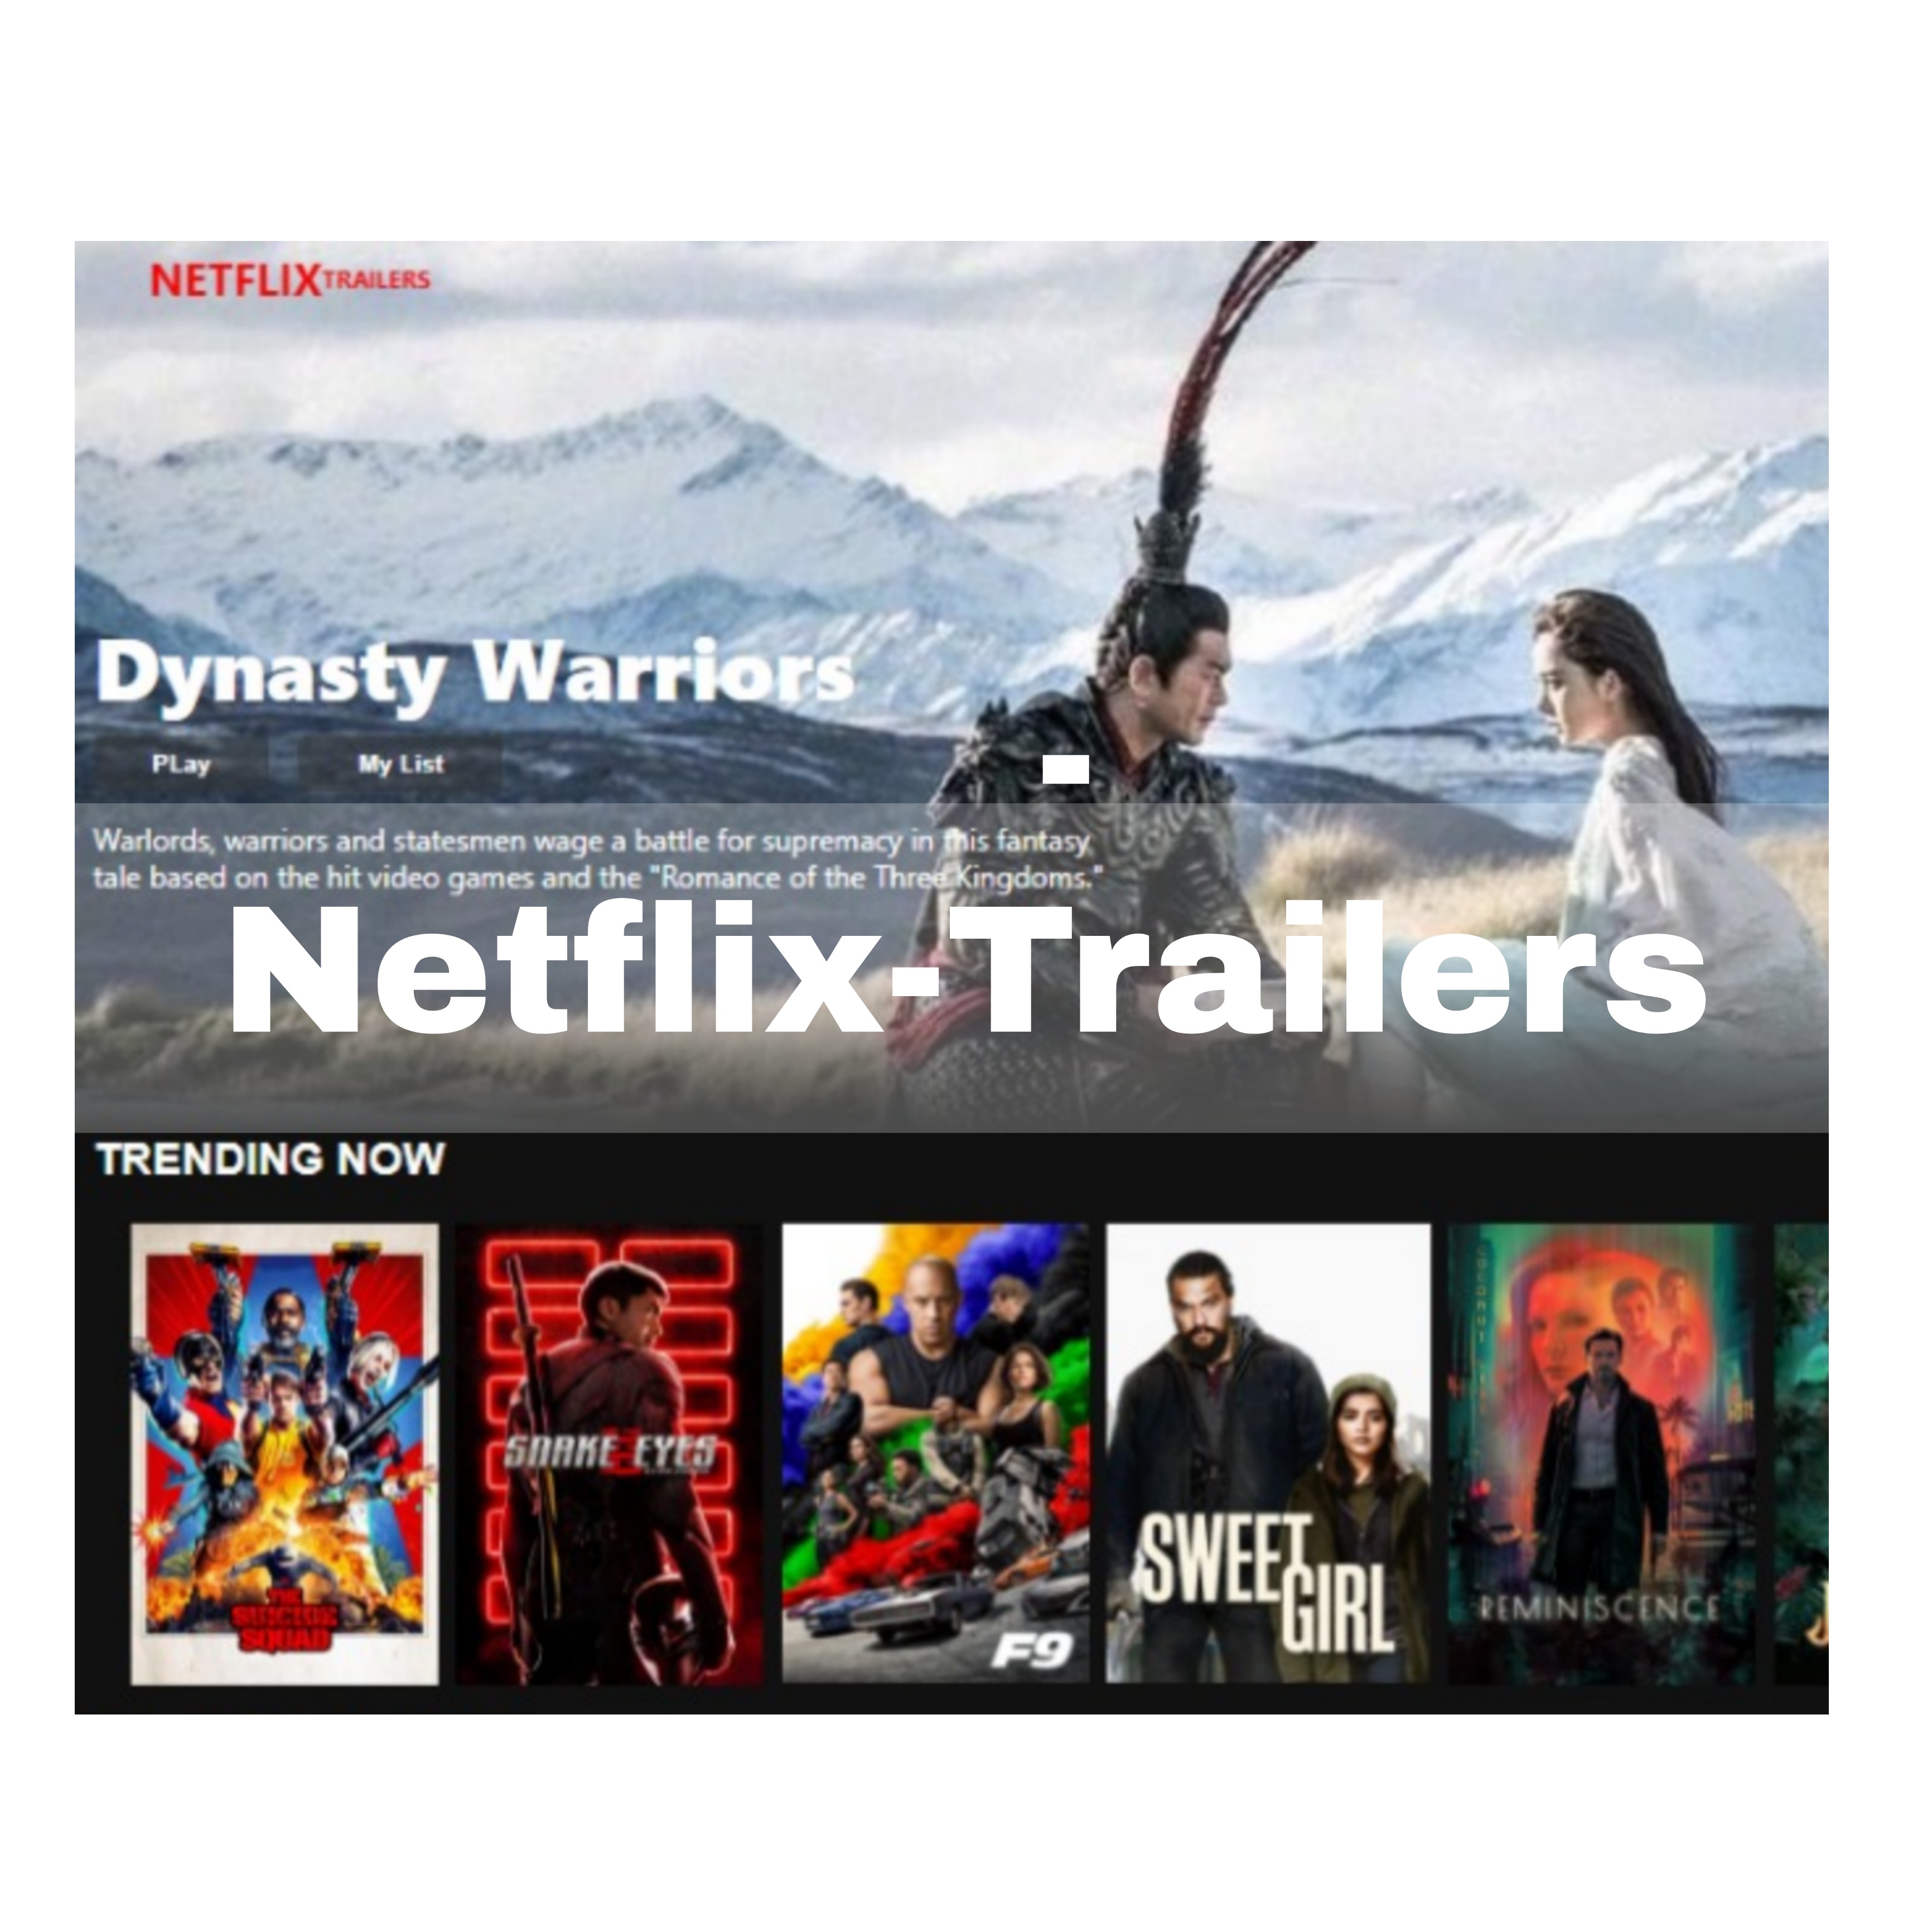 NETFLIXTRAILERS
Dynasty Warriors
PLay
My List
-
Warlords, warriors and statesmen wage a battle for supremacy in this fantasy
tale based on the hit video games and the "Romance of the Three Kingdoms."
Netflix-Trailers
TRENDING NOW
THE
SUICIDE
SQUAD
SNAKE EYES
F9
SWEET
GIRL
REMINISCENCE